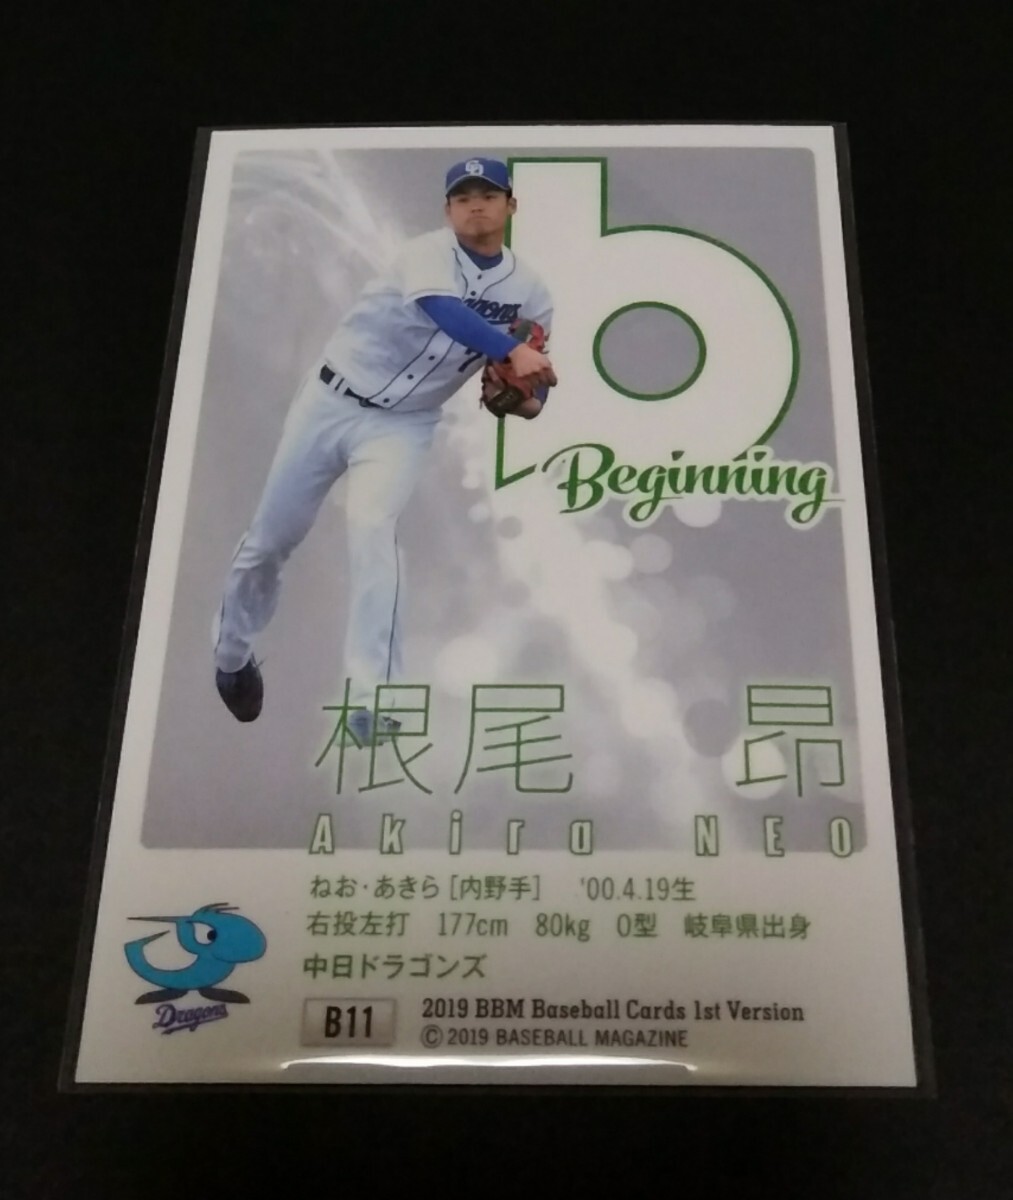 CD
b
Beginning
7
根尾 昂
Akira NEO
ねお・あきら [内野手] '00.4.19生
右投左打 177cm 80kg O型 岐阜県出身
中日ドラゴンズ
Dragons
B11 2019 BBM Baseball Cards 1st Version
© 2019 BASEBALL MAGAZINE